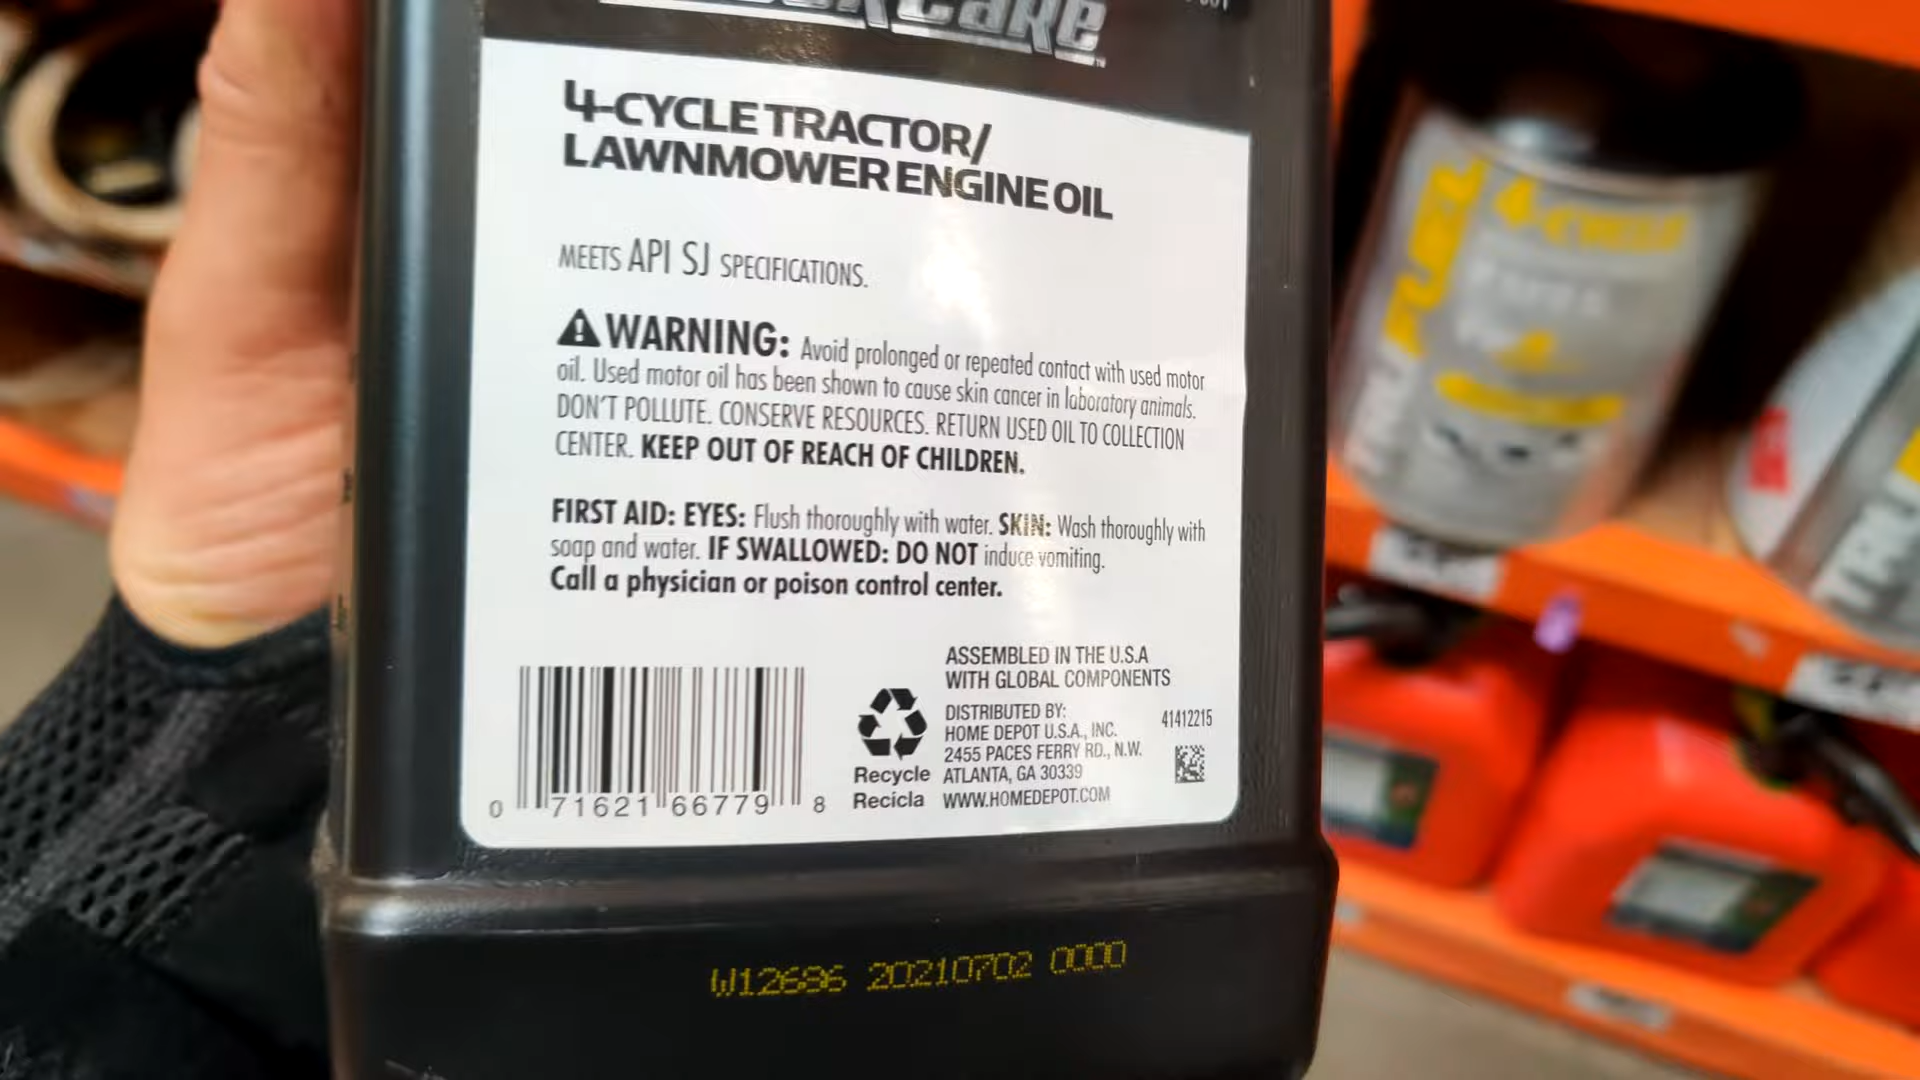 4-CYCLE TRACTOR/
LAWNMOWER ENGINE OIL
MEETS API SJ SPECIFICATIONS.
WARNING: Avoid prolonged or repeated contact with used motor
oil. Used motor oil has been shown to cause skin cancer in laboratory animals.
DON'T POLLUTE. CONSERVE RESOURCES. RETURN USED OIL TO COLLECTION
CENTER. KEEP OUT OF REACH OF CHILDREN.
FIRST AID: EYES: Flush thoroughly with water. SKIN: Wash thoroughly with
soap and water. IF SWALLOWED: DO NOT induce vomiting.
Call a physician or poison control center.
0 71621 66779 8
Recycle
Recicla
ASSEMBLED IN THE U.S.A
WITH GLOBAL COMPONENTS
DISTRIBUTED BY:
HOME DEPOT U.S.A., INC.
2455 PACES FERRY RD., N.W.
ATLANTA, GA 30339
WWW.HOMEDEPOT.COM
41412215
W12686 20210702 0000
4-CYCLE